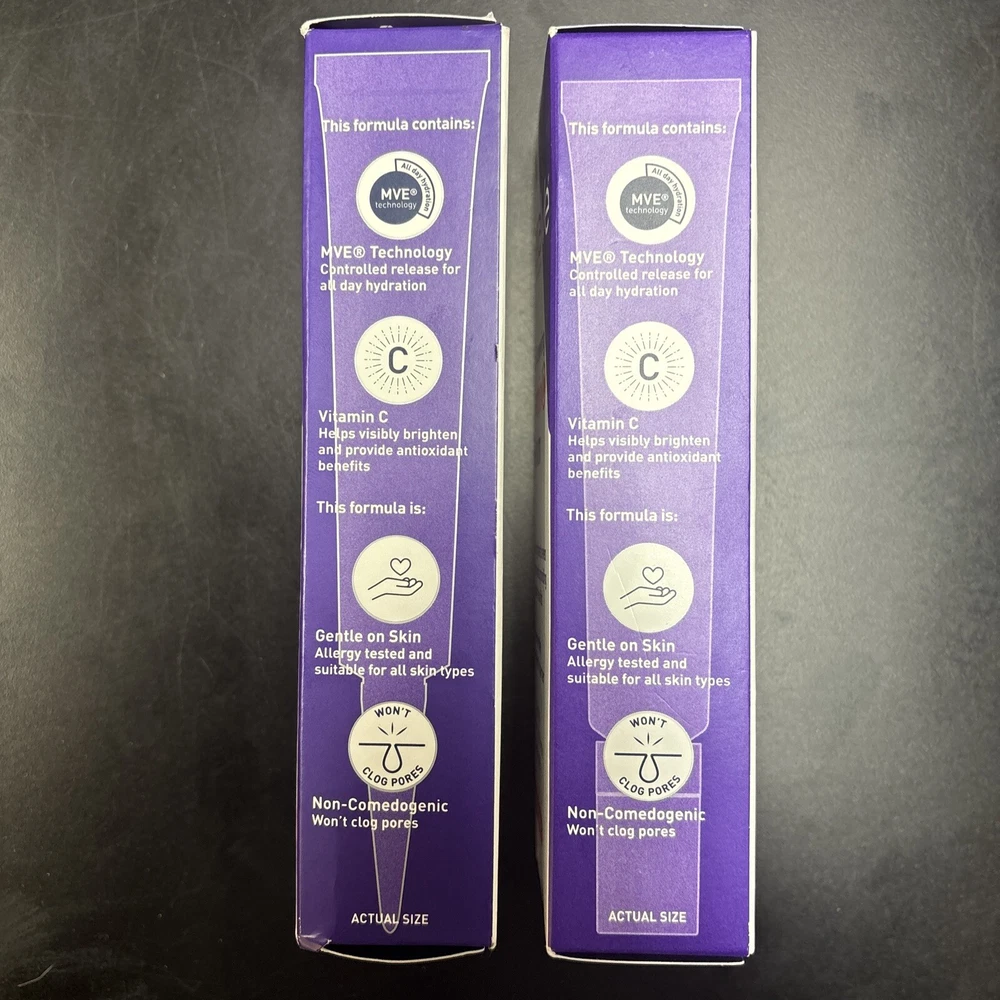 This formula contains:
All day hydration
MVE®
technology
MVE® Technology
Controlled release for
all day hydration
C
Vitamin C
Helps visibly brighten
and provide antioxidant
benefits
This formula is:
Gentle on Skin
Allergy tested and
suitable for all skin types
WON'T
CLOG PORES
Non-Comedogenic
Won't clog pores
ACTUAL SIZE
This formula contains:
All day hydration
MVE®
technology
MVE® Technology
Controlled release for
all day hydration
C
Vitamin C
Helps visibly brighten
and provide antioxidant
benefits
This formula is:
Gentle on Skin
Allergy tested and
suitable for all skin types
WON'T
CLOG PORES
Non-Comedogenic
Won't clog pores
ACTUAL SIZE